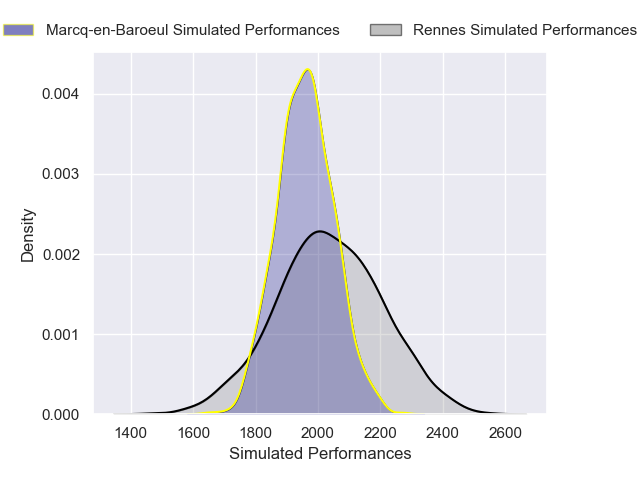 Marcq-en-Baroeul Simulated Performances Rennes Simulated Performances
0.004
0.003
0.002
0.001
0.000
Density
1400 1600 1800 2000 2200 2400 2600
Simulated Performances